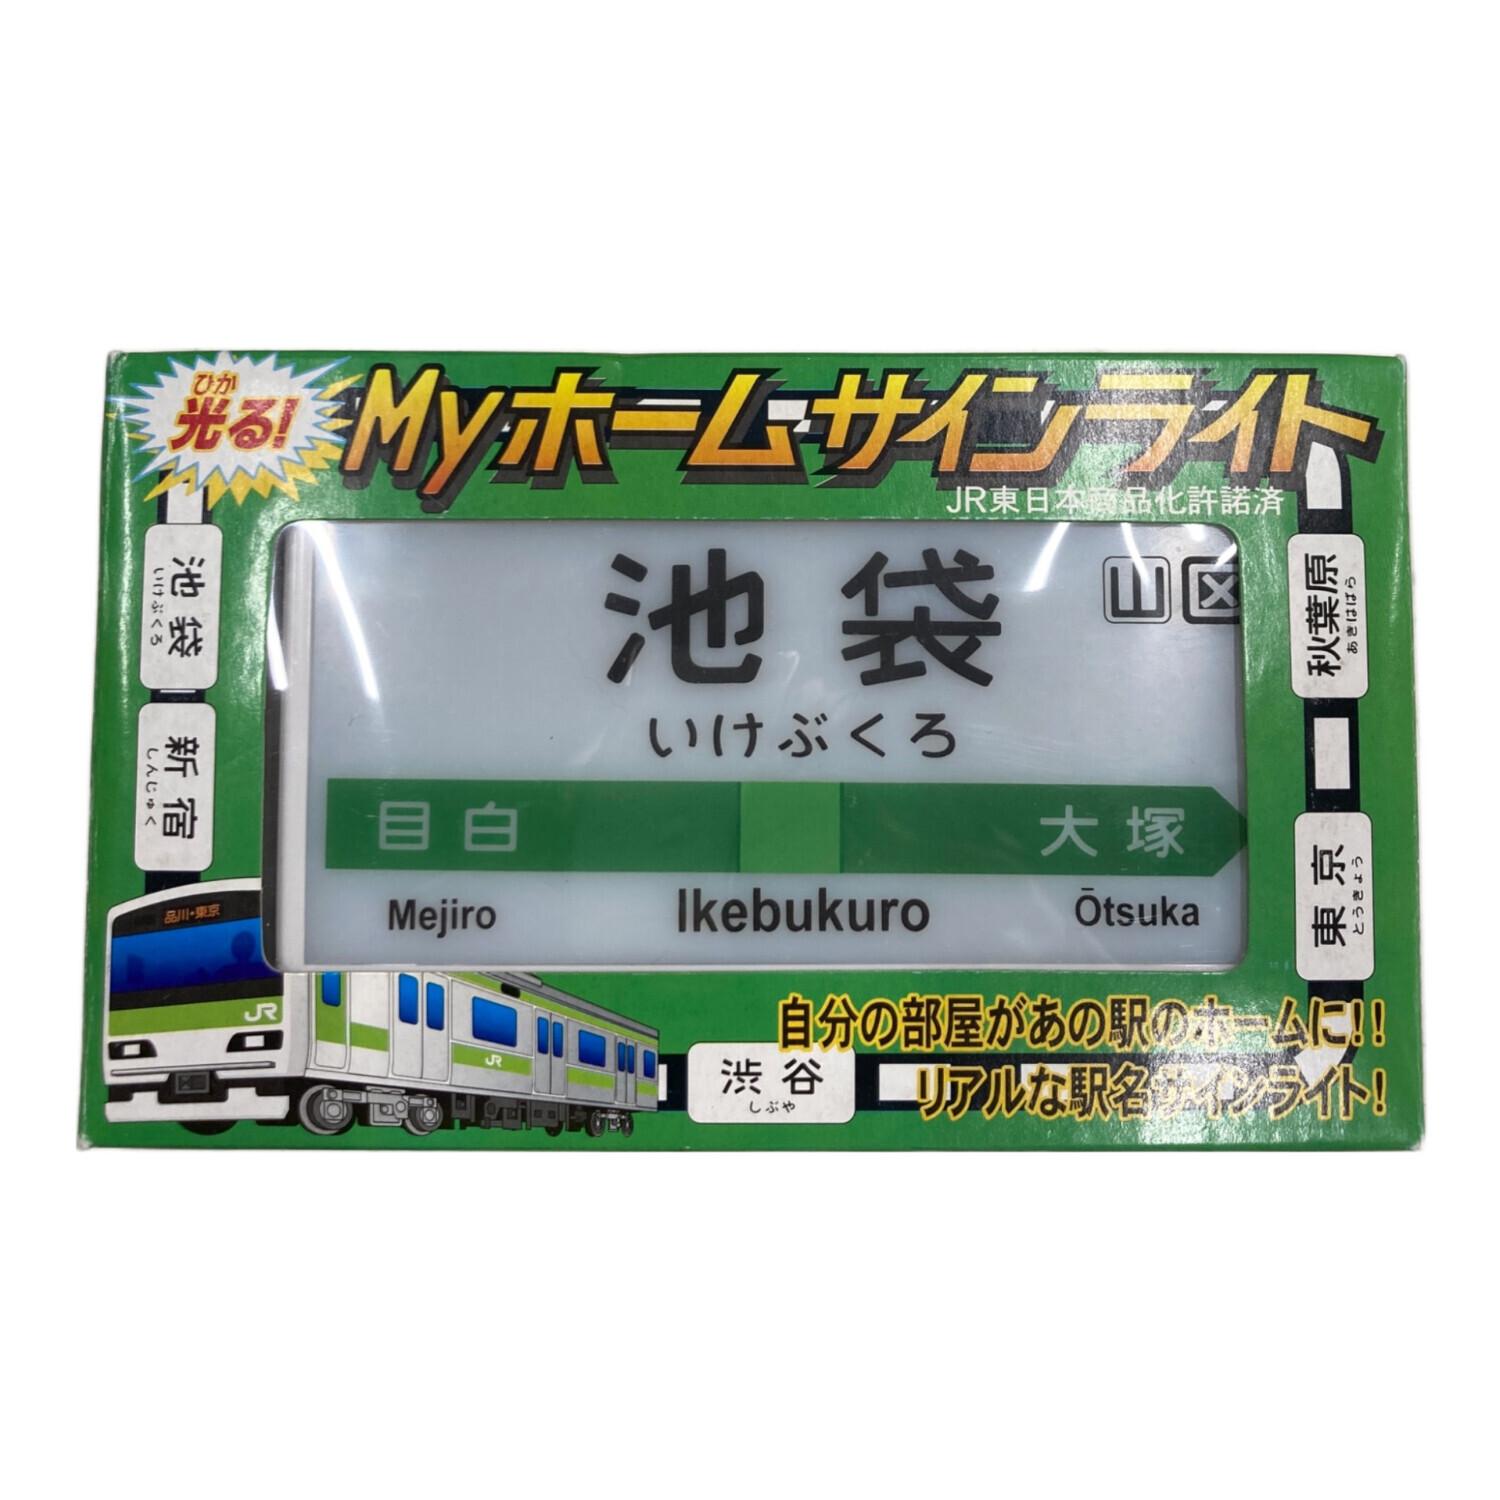 ひか
光る!
Myホームサインライト
JR東日本商品化許諾済
池袋
いけぶくろ
新宿
しんじゅく
池袋
山 区
いけぶくろ
目白
大塚
Mejiro
Ikebukuro
Ōtsuka
秋葉原
あきはばら
東京
とうきょう
品川・東京
JR
JR
渋谷
しぶや
自分の部屋があの駅のホームに!!
リアルな駅名サインライト!